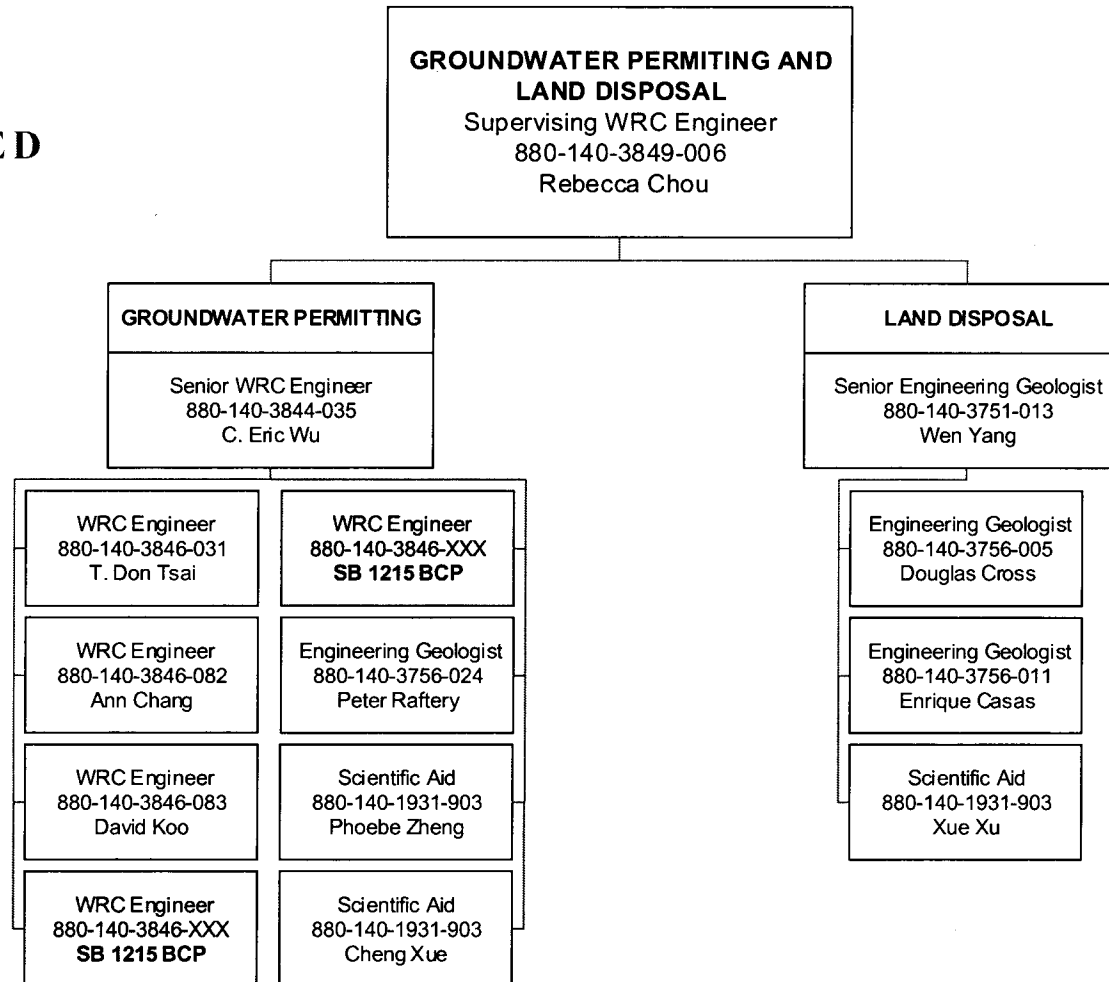 GROUNDWATER PERMITING AND
LAND DISPOSAL
Supervising WRC Engineer
880-140-3849-006
Rebecca Chou
ED
GROUNDWATER PERMITTING
Senior WRC Engineer
880-140-3844-035
C. Eric Wu
WRC Engineer
880-140-3846-031
T. Don Tsai
WRC Engineer
880-140-3846-082
Ann Chang
WRC Engineer
880-140-3846-083
David Koo
WRC Engineer
880-140-3846-XXX
SB 1215 BCP
WRC Engineer
880-140-3846-XXX
SB 1215 BCP
Engineering Geologist
880-140-3756-024
Peter Raftery
Scientific Aid
880-140-1931-903
Phoebe Zheng
Scientific Aid
880-140-1931-903
Cheng Xue
LAND DISPOSAL
Senior Engineering Geologist
880-140-3751-013
Wen Yang
Engineering Geologist
880-140-3756-005
Douglas Cross
Engineering Geologist
880-140-3756-011
Enrique Casas
Scientific Aid
880-140-1931-903
Xue Xu